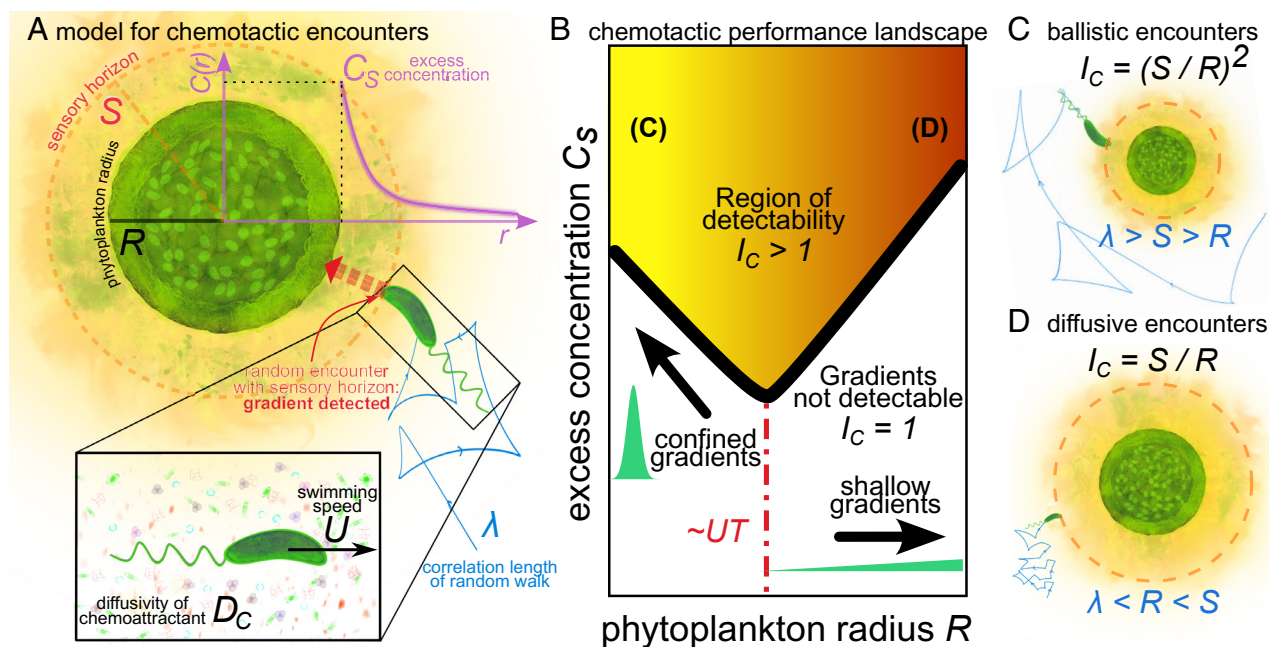 A model for chemotactic encounters
sensory horizon
S
phytoplankton radius
R
C(r)
C_S
excess
concentration
r
random encounter
with sensory horizon:
gradient detected
λ
correlation length
of random walk
swimming
speed
U
diffusivity of
chemoattractant D_C
B chemotactic performance landscape
excess concentration C_S
(C)
(D)
Region of
detectability
I_C > 1
Gradients
not detectable
I_C = 1
confined
gradients
shallow
gradients
~UT
phytoplankton radius R
C ballistic encounters
I_C = (S / R)^2
λ > S > R
D diffusive encounters
I_C = S / R
λ < R < S